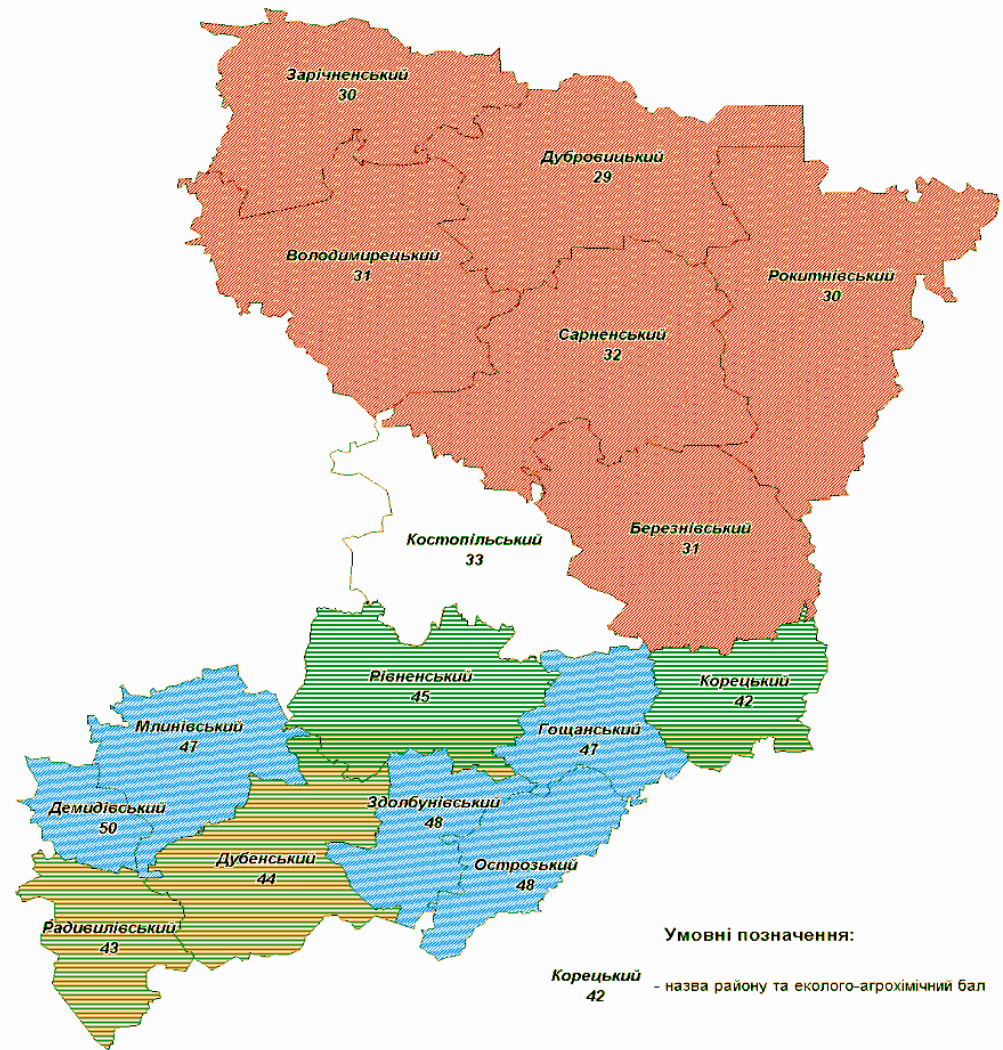 Зарічненський
30
Дубровицький
29
Володимирецький
31
Рокитнівський
30
Сарненський
32
Березнівський
31
Костопільський
33
Рівненський
45
Корецький
42
Млинівський
47
Гощанський
47
Демидівський
50
Здолбунівський
48
Дубенський
44
Острозький
48
Радивилівський
43
Умовні позначення:
Корецький
42
- назва району та еколого-агрохімічний бал